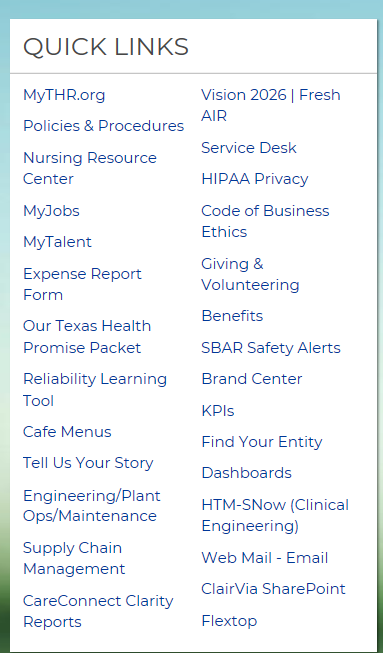 QUICK LINKS
MyTHR.org
Policies & Procedures
Nursing Resource
Center
MyJobs
MyTalent
Expense Report
Form
Our Texas Health
Promise Packet
Reliability Learning
Tool
Cafe Menus
Tell Us Your Story
Engineering/Plant
Ops/Maintenance
Supply Chain
Management
CareConnect Clarity
Reports
Vision 2026 | Fresh
AIR
Service Desk
HIPAA Privacy
Code of Business
Ethics
Giving &
Volunteering
Benefits
SBAR Safety Alerts
Brand Center
KPIs
Find Your Entity
Dashboards
HTM-SNow (Clinical
Engineering)
Web Mail - Email
ClairVia SharePoint
Flextop